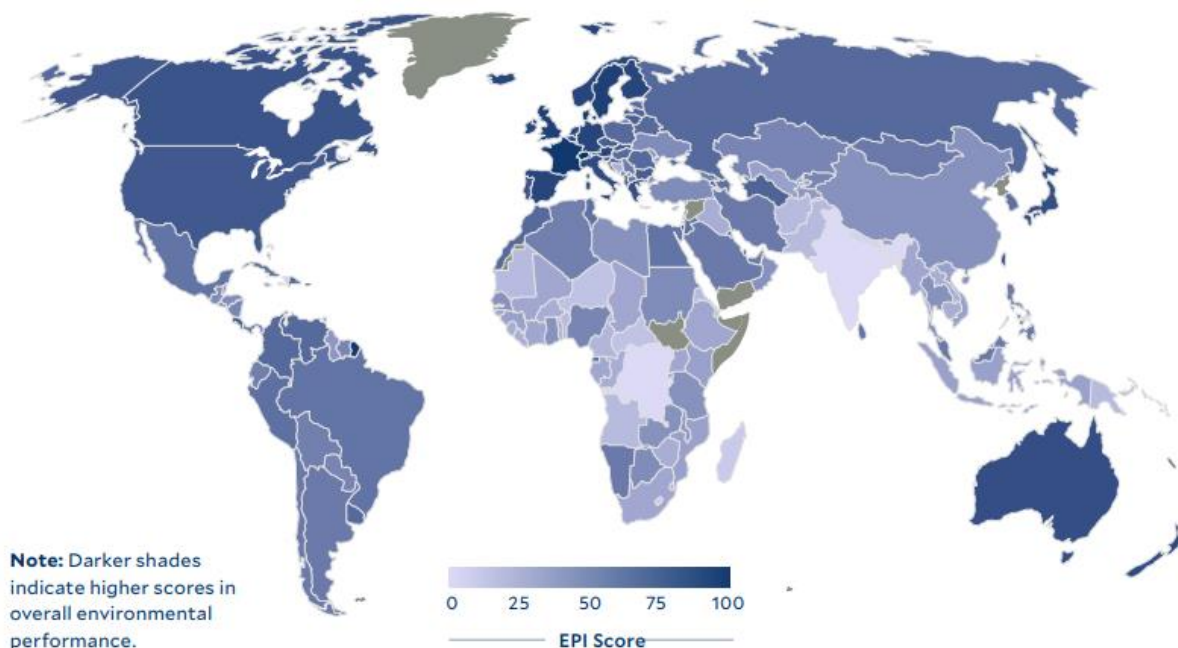 Note: Darker shades
indicate higher scores in
overall environmental
performance.
0 25 50 75 100
EPI Score